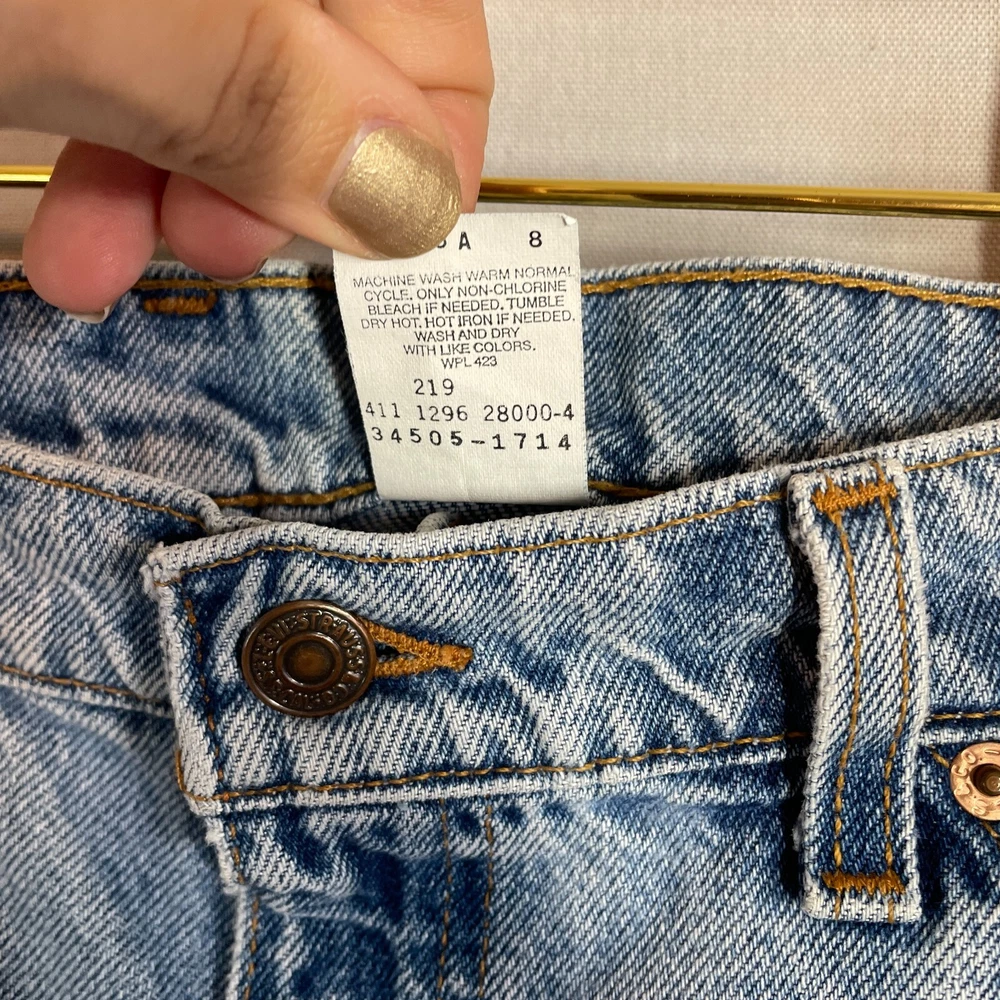 A 8
MACHINE WASH WARM NORMAL
CYCLE. ONLY NON-CHLORINE
BLEACH IF NEEDED. TUMBLE
DRY HOT. HOT IRON IF NEEDED.
WASH AND DRY
WITH LIKE COLORS.
WPL 423
219
411 1296 28000-4
34505-1714